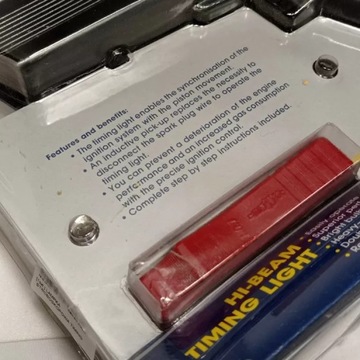 Features and benefits:
• The timing light enables the synchronisation of the
ignition system with the piston movement.
• An inductive pick-up replaces the necessity to
disconnect the spark plug wire to operate the
timing light.
• You can prevent a deterioration of the engine
performance and an increased gas consumption
with the precise ignition control.
• Complete step by step instructions included.
HI-BEAM
TIMING LIGHT
• Superior
• Bright
• Heavy